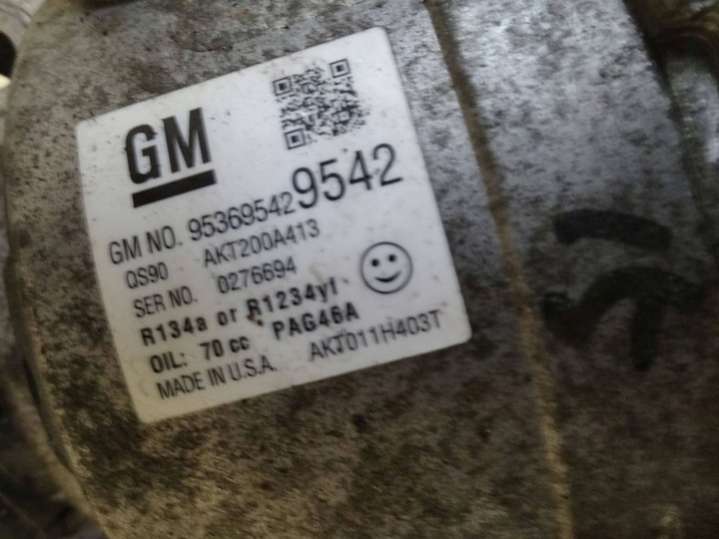 GM
GM NO. 95369542 9542
QS90 AKT200A413
SER NO. 0276694
R134a or R1234yf
OIL: 70 cc PAG46A
MADE IN U.S.A. AKT011H403T